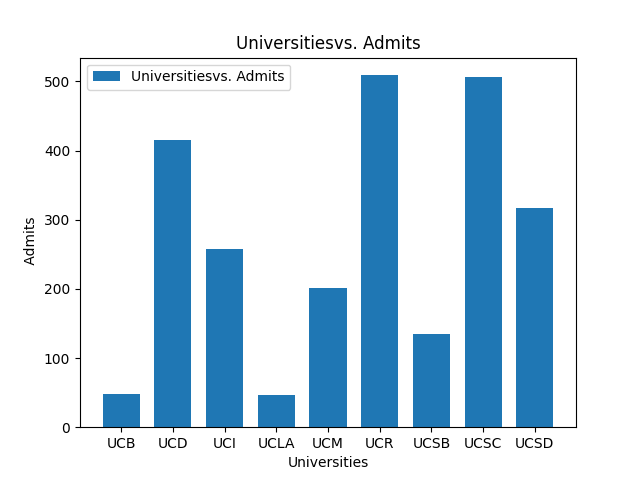 Universitiesvs. Admits
Universitiesvs. Admits
500
400
300
200
100
0
Admits
UCB UCD UCI UCLA UCM UCR UCSB UCSC UCSD
Universities